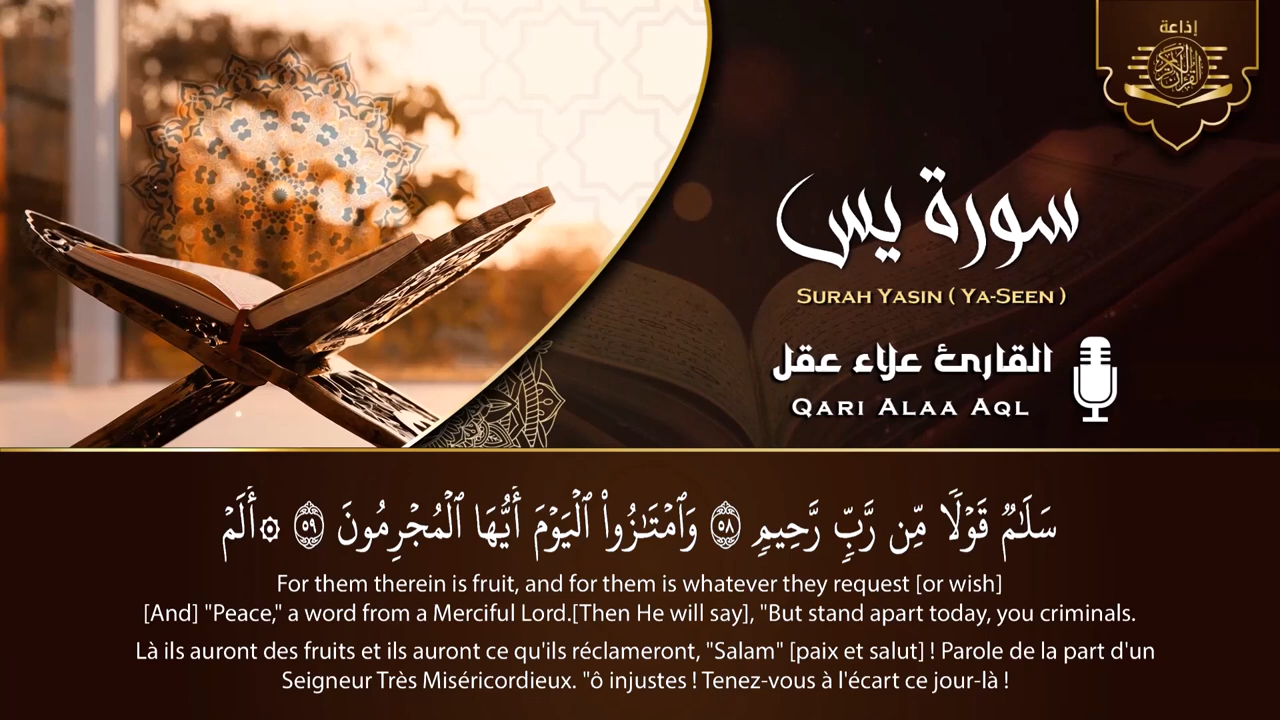 إذاعة
القرآن الكريم
سورة يس
SURAH YASIN ( YA-SEEN )
القارئ علاء عقل
QARI ALAA AQL
سَلَـٰمٌ قَوْلًا مِّن رَّبٍّ رَّحِيمٍ ٥٨ وَٱمْتَـٰزُوا۟ ٱلْيَوْمَ أَيُّهَا ٱلْمُجْرِمُونَ ٥٩ ۞ أَلَمْ
For them therein is fruit, and for them is whatever they request [or wish]
[And] "Peace," a word from a Merciful Lord.[Then He will say], "But stand apart today, you criminals.
Là ils auront des fruits et ils auront ce qu'ils réclameront, "Salam" [paix et salut] ! Parole de la part d'un
Seigneur Très Miséricordieux. "ô injustes ! Tenez-vous à l'écart ce jour-là !